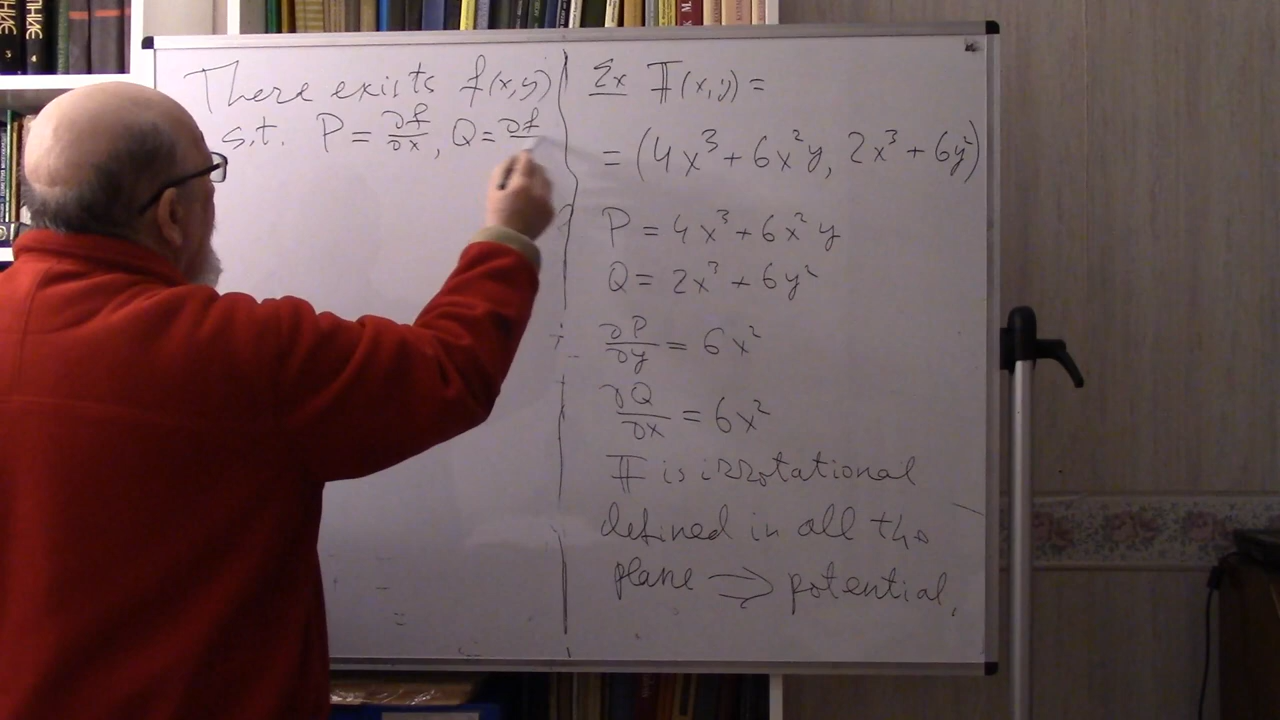 There exists f(x,y)
s.t. P = ∂f/∂x, Q = ∂f
Ex F(x,y) =
= (4x³ + 6x²y, 2x³ + 6y²)
P = 4x³ + 6x²y
Q = 2x³ + 6y²
∂P/∂y = 6x²
∂Q/∂x = 6x²
F is irrotational
defined in all the
plane ⇒ potential.